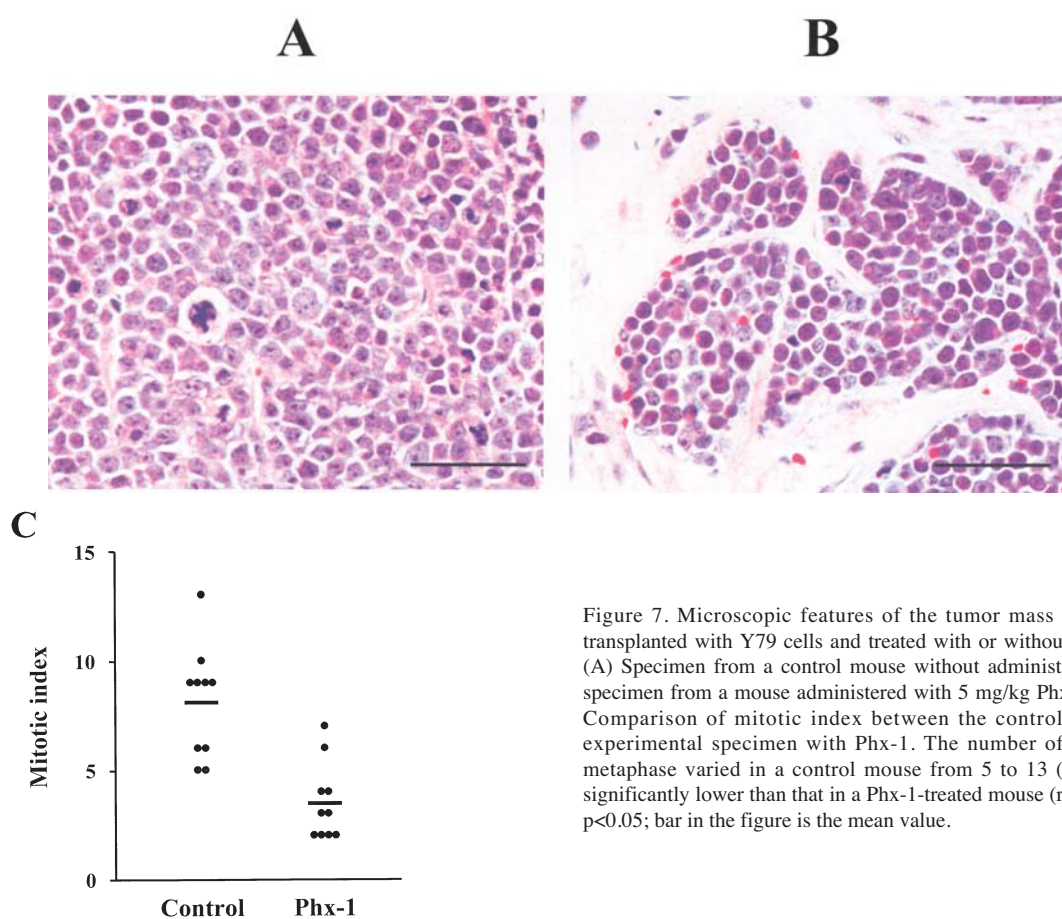 A
B
C
15
10
5
0
Mitotic index
Control
Phx-1
Figure 7. Microscopic features of the tumor mass
transplanted with Y79 cells and treated with or without
(A) Specimen from a control mouse without administ
specimen from a mouse administered with 5 mg/kg Phx
Comparison of mitotic index between the control
experimental specimen with Phx-1. The number of
metaphase varied in a control mouse from 5 to 13 (
significantly lower than that in a Phx-1-treated mouse (r
p<0.05; bar in the figure is the mean value.